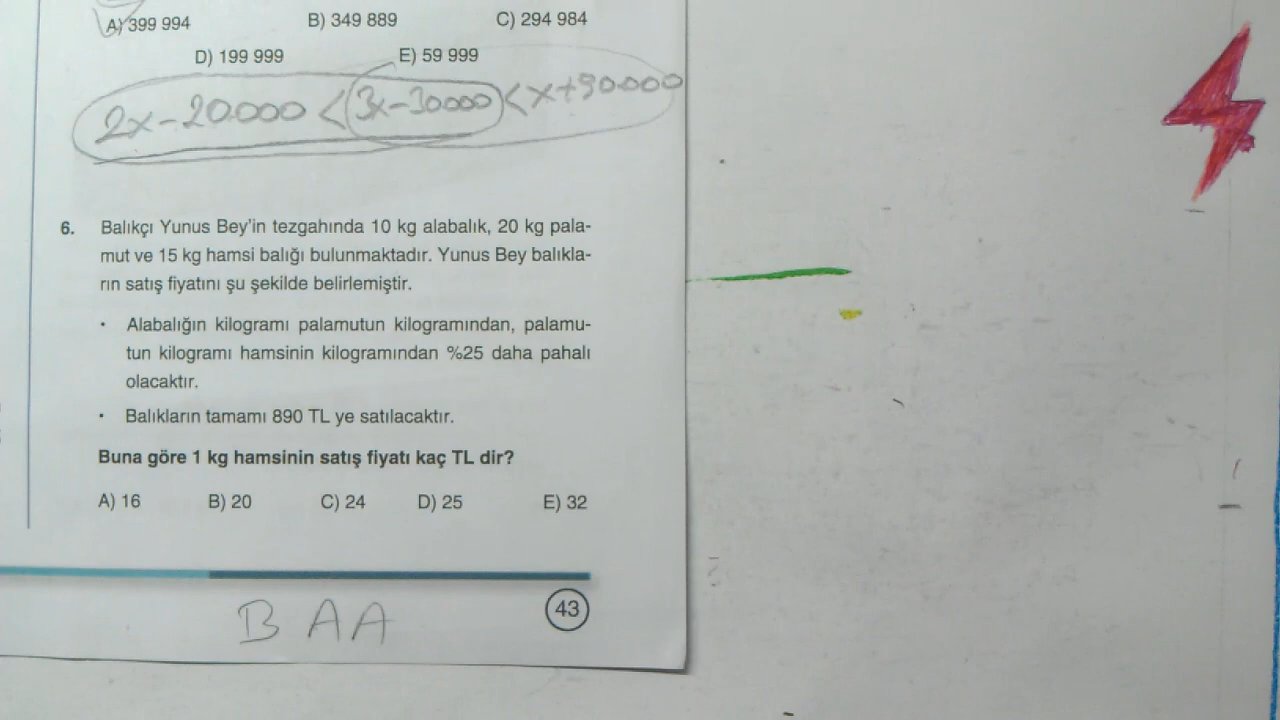 A) 399 994 B) 349 889 C) 294 984
D) 199 999 E) 59 999
2x-20.000 < 3x-30000 < x+90.000
6. Balıkçı Yunus Bey'in tezgahında 10 kg alabalık, 20 kg pala-
mut ve 15 kg hamsi balığı bulunmaktadır. Yunus Bey balıkla-
rın satış fiyatını şu şekilde belirlemiştir.
• Alabalığın kilogramı palamutun kilogramından, palamu-
tun kilogramı hamsinin kilogramından %25 daha pahalı
olacaktır.
• Balıkların tamamı 890 TL ye satılacaktır.
Buna göre 1 kg hamsinin satış fiyatı kaç TL dir?
A) 16 B) 20 C) 24 D) 25 E) 32
B A A
43